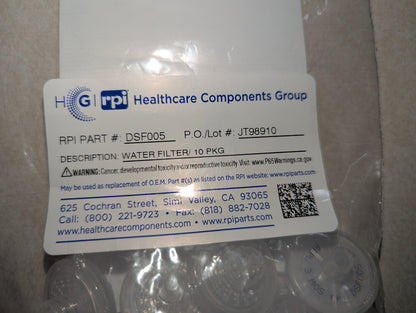 HCG rpi Healthcare Components Group
RPI PART #: DSF005 P.O./Lot #: JT98910
DESCRIPTION: WATER FILTER/ 10 PKG
WARNING: Cancer, developmental toxicity and/or reproductive toxicity. Visit: www.P65Warnings.ca.gov
May be used as replacement of O.E.M. Part #(s) as listed on the RPI website: www.rpiparts.com
625 Cochran Street, Simi Valley, CA 93065
Call: (800) 221-9723 • Fax: (818) 882-7028
www.healthcarecomponents.com • www.rpiparts.com